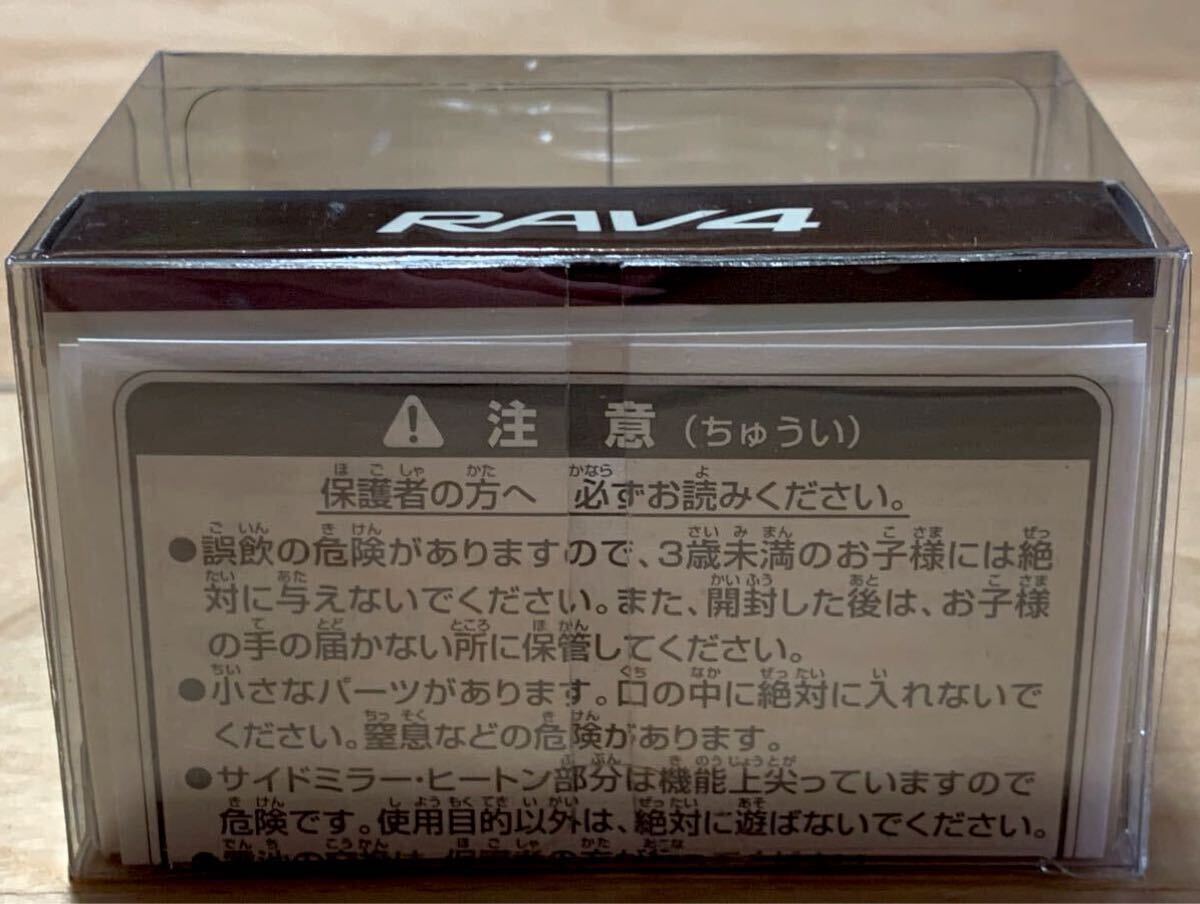 RAV4
注 意 (ちゅうい)
保護者の方へ 必ずお読みください。
●誤飲の危険がありますので、3歳未満のお子様には絶
対に与えないでください。また、開封した後は、お子様
の手の届かない所に保管してください。
●小さなパーツがあります。口の中に絶対に入れないで
ください。窒息などの危険があります。
●サイドミラー・ヒートン部分は機能上尖っていますので
危険です。使用目的以外は、絶対に遊ばないでください。